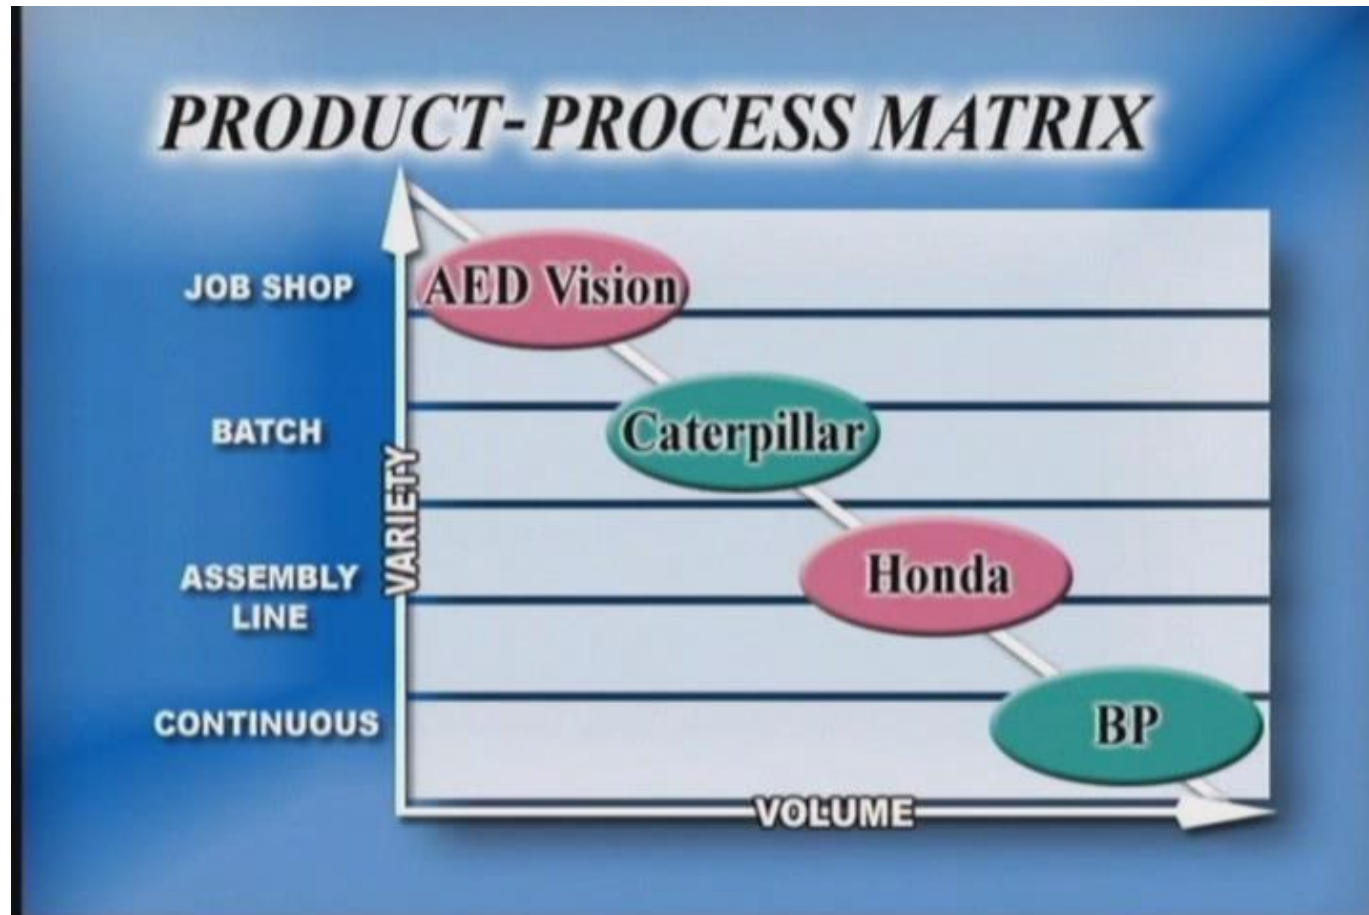 PRODUCT-PROCESS MATRIX
JOB SHOP
AED Vision
BATCH
Caterpillar
VARIETY
ASSEMBLY
LINE
Honda
CONTINUOUS
BP
VOLUME